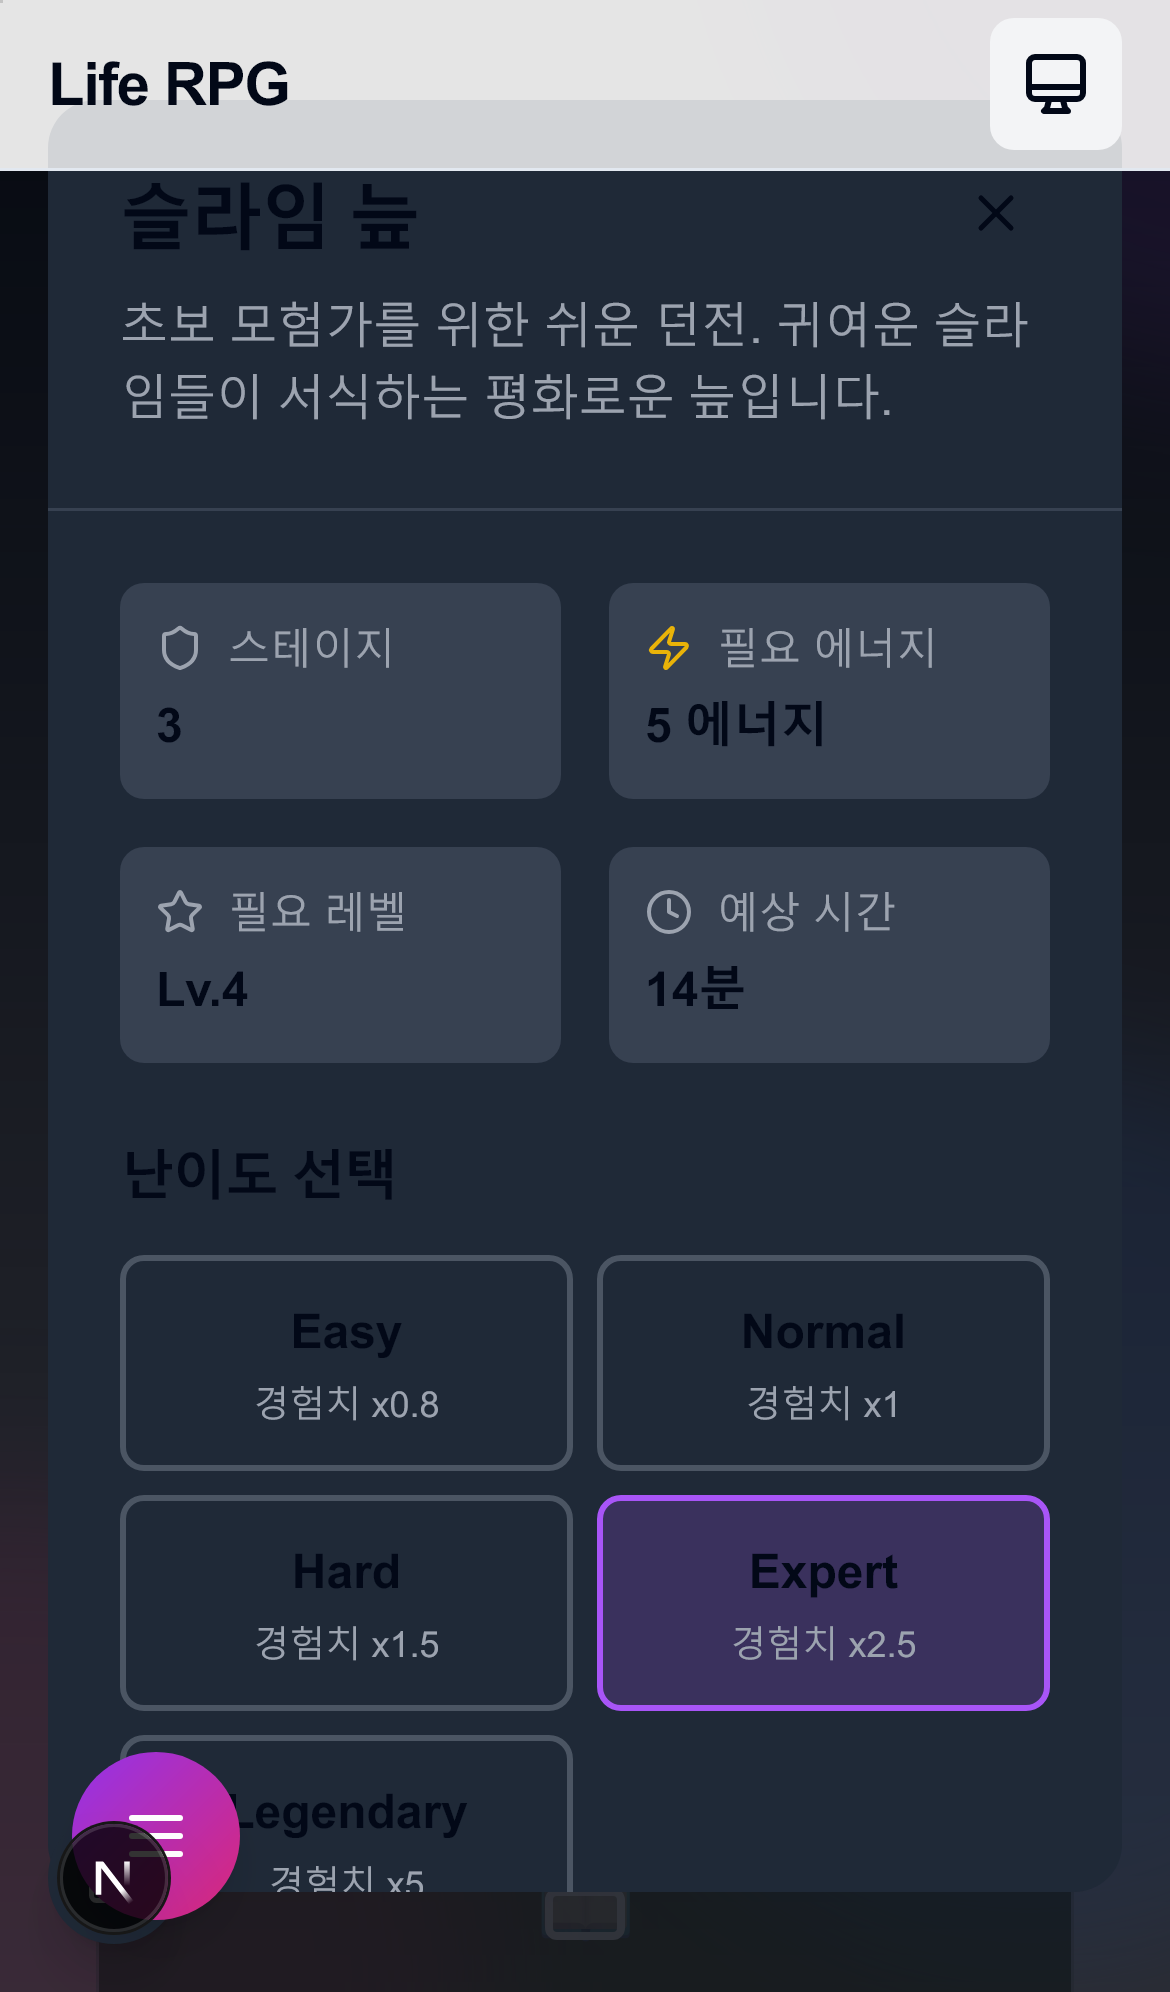 Life RPG
슬라임 늪
초보 모험가를 위한 쉬운 던전. 귀여운 슬라
임들이 서식하는 평화로운 늪입니다.
스테이지
3
필요 에너지
5 에너지
필요 레벨
Lv.4
예상 시간
14분
난이도 선택
Easy
경험치 x0.8
Normal
경험치 x1
Hard
경험치 x1.5
Expert
경험치 x2.5
Legendary
경험치 x5
N